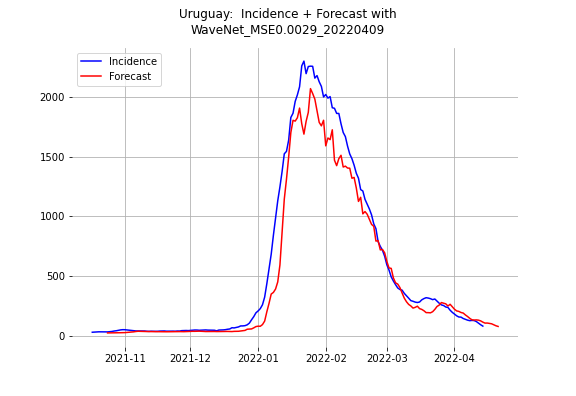 Uruguay:  Incidence + Forecast with
WaveNet_MSE0.0029_20220409
Incidence
Forecast
2000
1500
1000
500
0
2021-11 2021-12 2022-01 2022-02 2022-03 2022-04